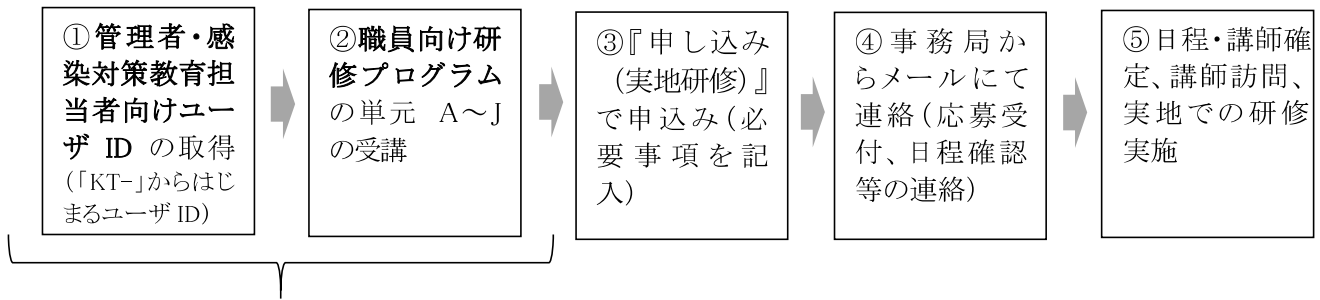 ①管理者・感
染対策教育担
当者向けユー
ザ ID の取得
（「KT-」からはじ
まるユーザ ID）
②職員向け研
修プログラム
の単元 A～J
の受講
③『申し込み
（実地研修）』
で申込み（必
要事項を記
入）
④事務局か
らメールにて
連絡（応募受
付、日程確認
等の連絡）
⑤日程・講師確
定、講師訪問、
実地での研修
実施